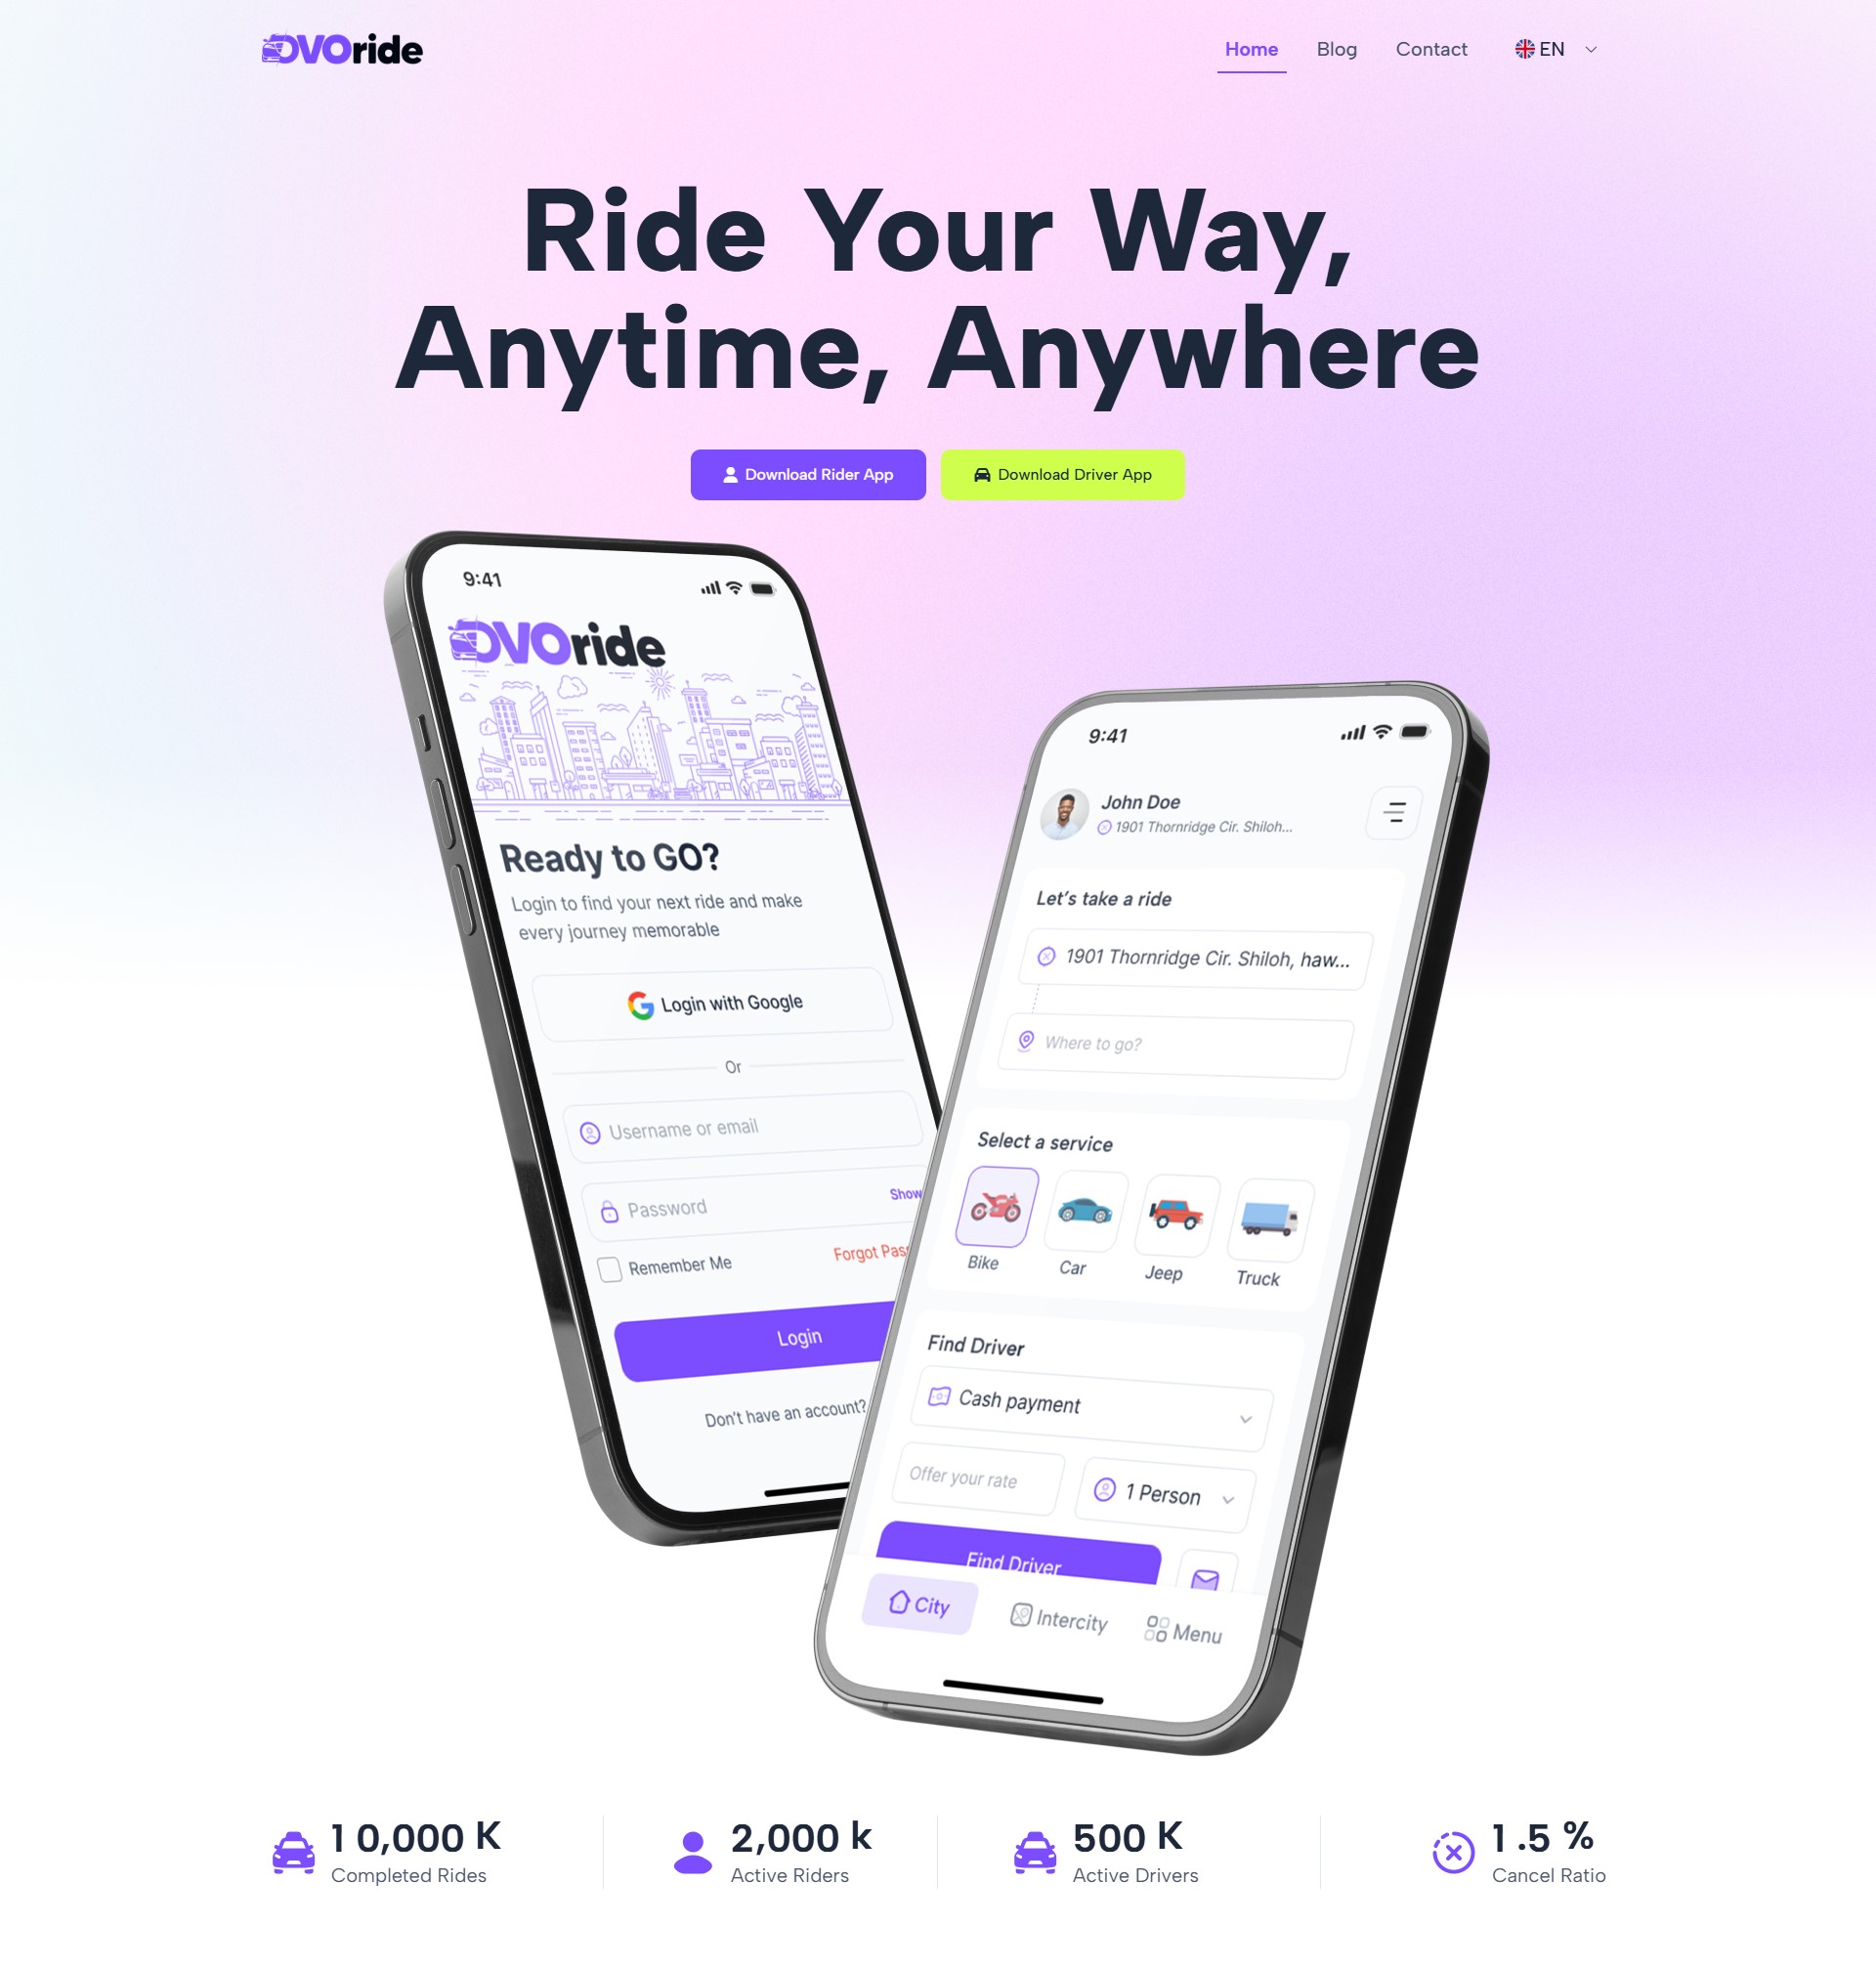 OVOride
Home Blog Contact EN
Ride Your Way,
Anytime, Anywhere
Download Rider App Download Driver App
9:41
OVOride
Ready to GO?
Login to find your next ride and make
every journey memorable
Login with Google
Or
Username or email
Password Show
Remember Me Forgot Pass
Login
Don't have an account?
9:41
John Doe
1901 Thornridge Cir. Shiloh...
Let's take a ride
1901 Thornridge Cir. Shiloh, haw...
Where to go?
Select a service
Bike Car Jeep Truck
Find Driver
Cash payment
Offer your rate 1 Person
Find Driver
City Intercity Menu
1 0,000 K
Completed Rides
2,000 k
Active Riders
500 K
Active Drivers
1 .5 %
Cancel Ratio